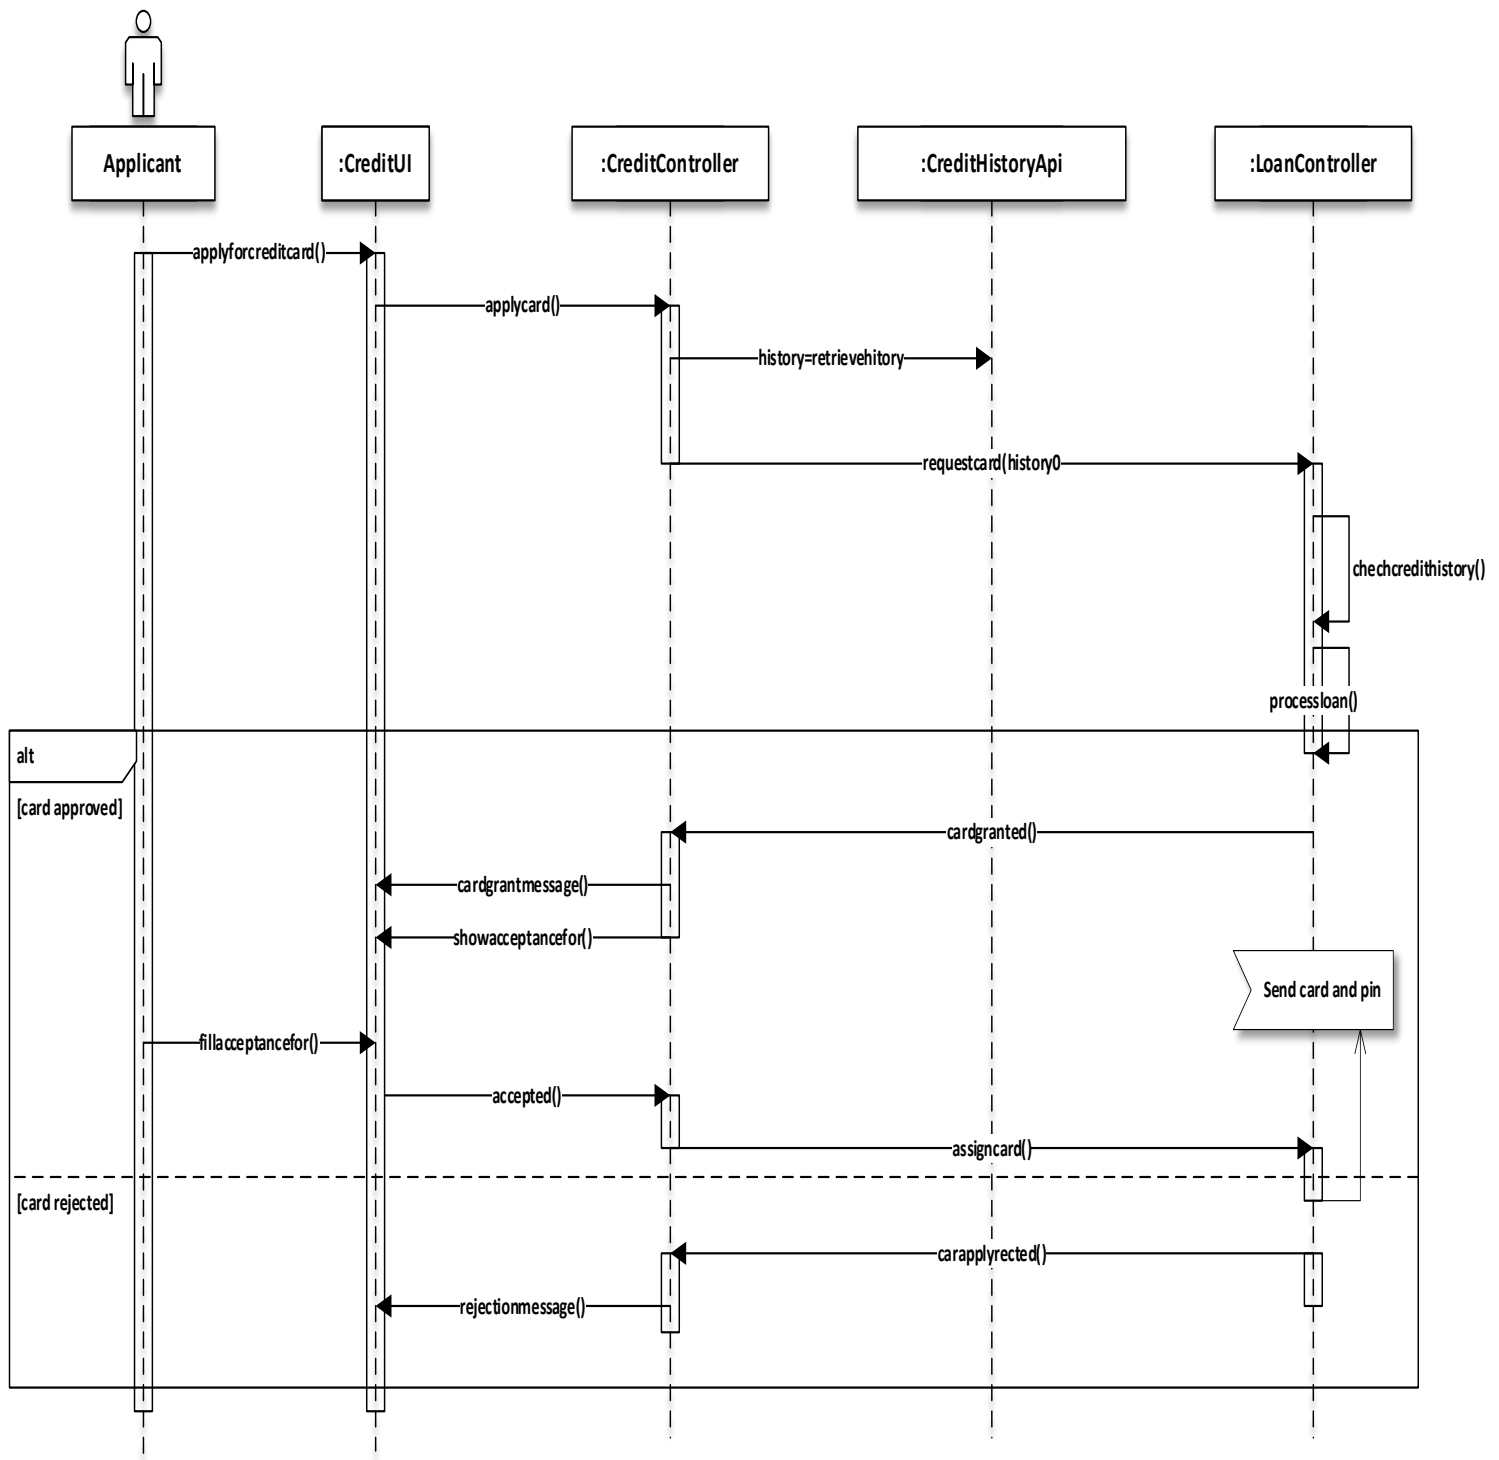 Applicant
:CreditUI
:CreditController
:CreditHistoryApi
:LoanController
applyforcreditcard()
applycard()
history=retrievehitory
requestcard(history0
chechcredithistory()
processloan()
alt
[card approved]
cardgranted()
cardgrantmessage()
showacceptancefor()
Send card and pin
fillacceptancefor()
accepted()
assigncard()
[card rejected]
carapplyrected()
rejectionmessage()